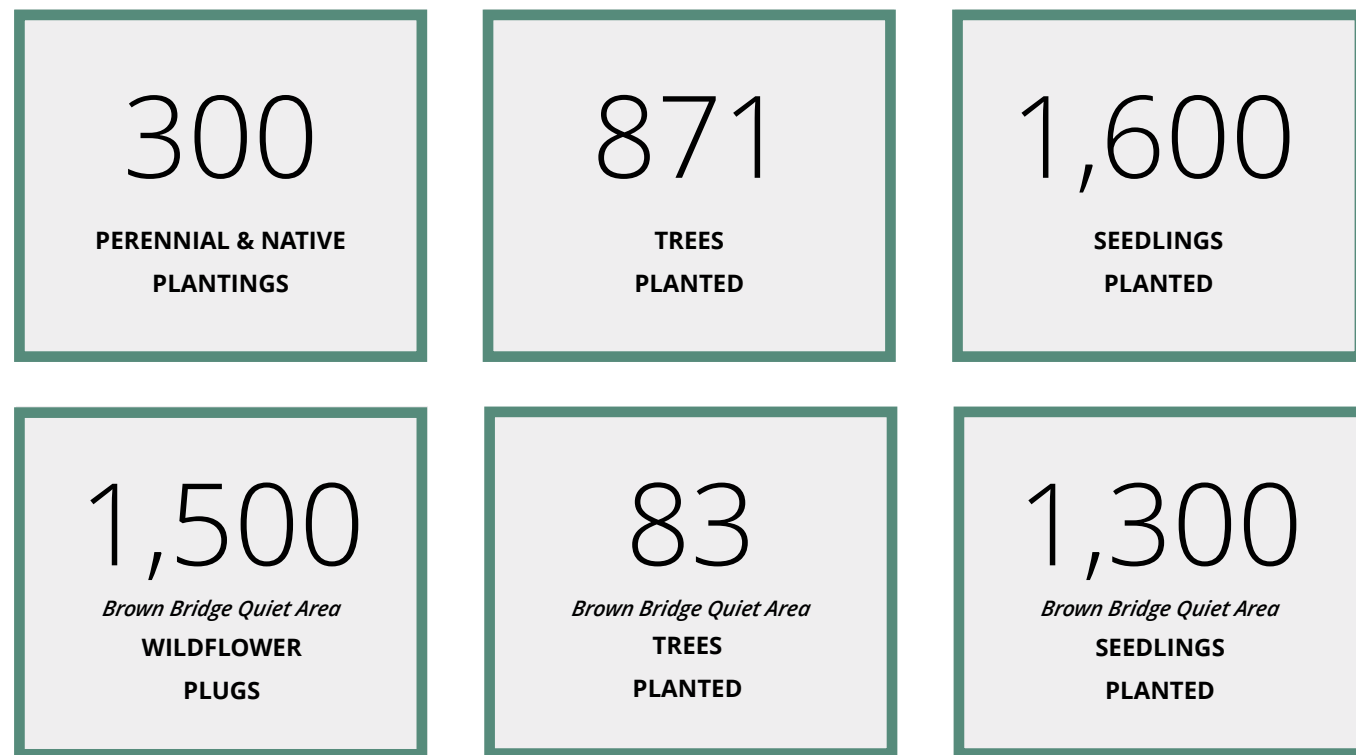 300
PERENNIAL & NATIVE
PLANTINGS
871
TREES
PLANTED
1,600
SEEDLINGS
PLANTED
1,500
Brown Bridge Quiet Area
WILDFLOWER
PLUGS
83
Brown Bridge Quiet Area
TREES
PLANTED
1,300
Brown Bridge Quiet Area
SEEDLINGS
PLANTED